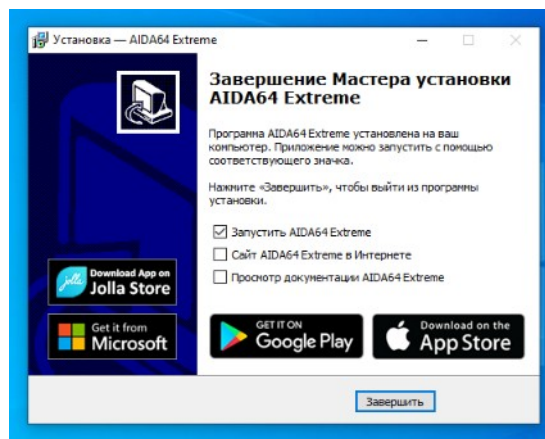 Установка — AIDA64 Extreme
Завершение Мастера установки
AIDA64 Extreme
Программа AIDA64 Extreme установлена на ваш
компьютер. Приложение можно запустить с помощью
соответствующего значка.
Нажмите «Завершить», чтобы выйти из программы
установки.
Запустить AIDA64 Extreme
Сайт AIDA64 Extreme в Интернете
Просмотр документации AIDA64 Extreme
Jolla
Download App on
Jolla Store
Get it from
Microsoft
GET IT ON
Google Play
Download on the
App Store
Завершить